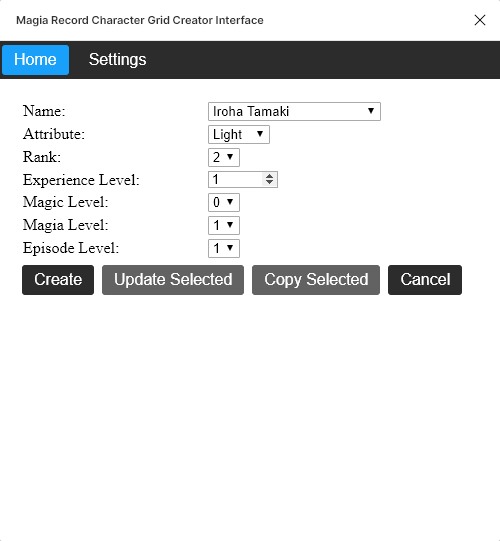 Magia Record Character Grid Creator Interface
Home Settings
Name: Iroha Tamaki
Attribute: Light
Rank: 2
Experience Level: 1
Magic Level: 0
Magia Level: 1
Episode Level: 1
Create Update Selected Copy Selected Cancel